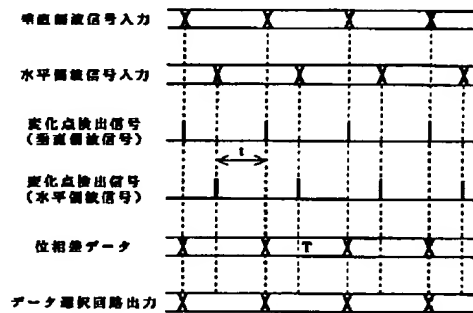 垂直偏波信号入力
水平偏波信号入力
変化点検出信号
(垂直偏波信号)
t
変化点検出信号
(水平偏波信号)
位相差データ
T
データ選択回路出力